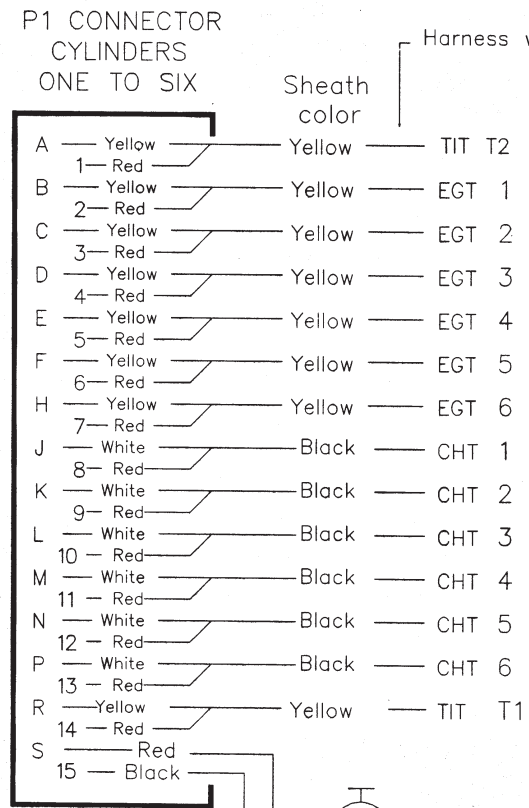 P1 CONNECTOR
CYLINDERS
ONE TO SIX
Harness
Sheath
color
A Yellow Yellow TIT T2
1 Red
B Yellow Yellow EGT 1
2 Red
C Yellow Yellow EGT 2
3 Red
D Yellow Yellow EGT 3
4 Red
E Yellow Yellow EGT 4
5 Red
F Yellow Yellow EGT 5
6 Red
H Yellow Yellow EGT 6
7 Red
J White Black CHT 1
8 Red
K White Black CHT 2
9 Red
L White Black CHT 3
10 Red
M White Black CHT 4
11 Red
N White Black CHT 5
12 Red
P White Black CHT 6
13 Red
R Yellow Yellow TIT T1
14 Red
S Red
15 Black